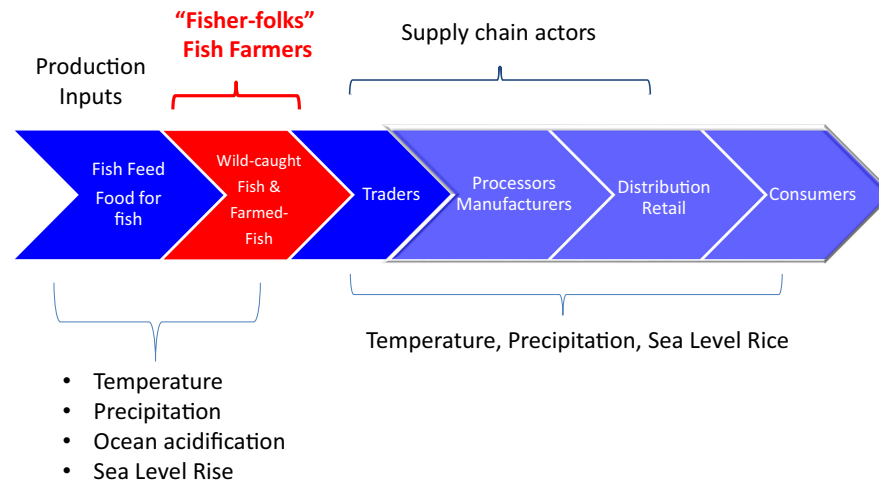 “Fisher-folks”
Fish Farmers
Supply chain actors
Production
Inputs
Fish Feed
Food for
fish
Wild-caught
Fish &
Farmed-
Fish
Traders
Processors
Manufacturers
Distribution
Retail
Consumers
Temperature, Precipitation, Sea Level Rice
• Temperature
• Precipitation
• Ocean acidification
• Sea Level Rise